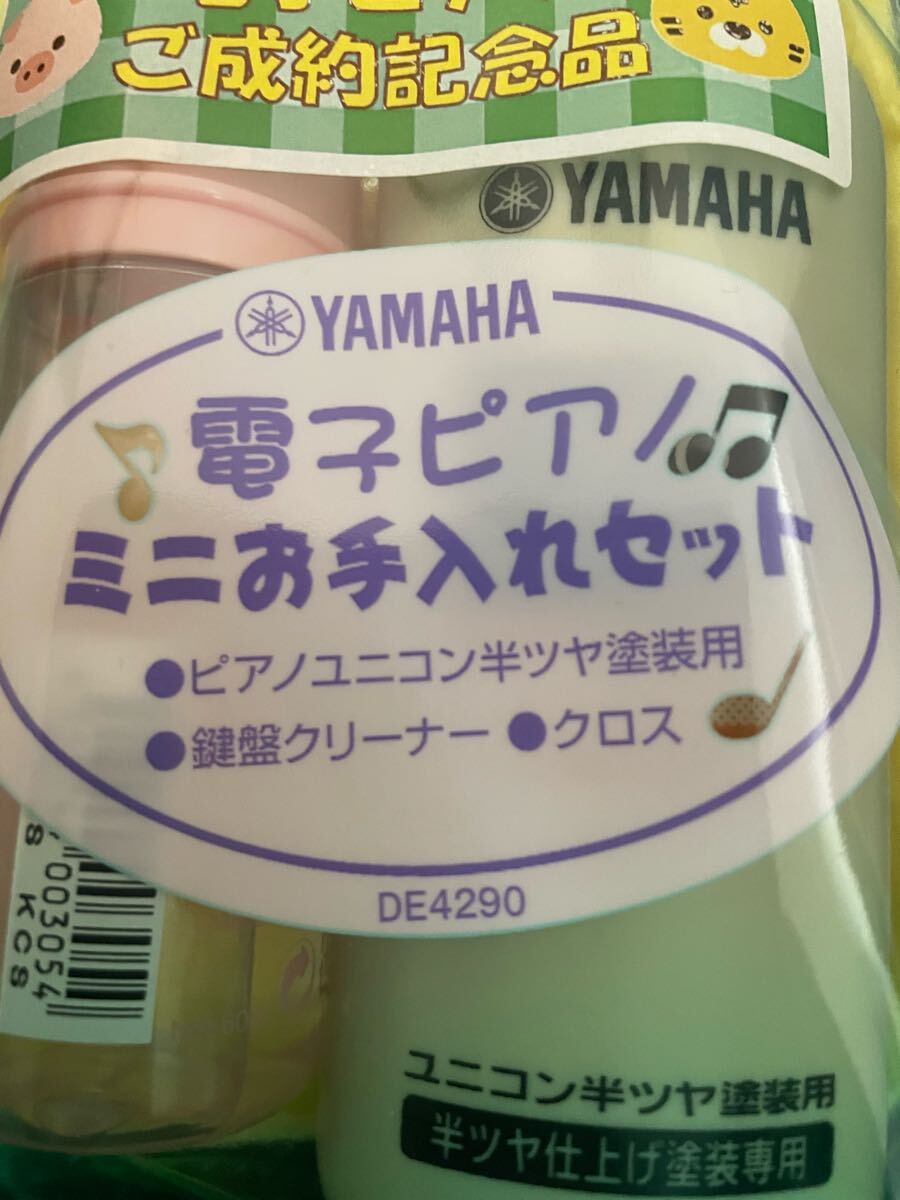 ご成約記念品
YAMAHA
YAMAHA
電子ピアノ
ミニお手入れセット
●ピアノユニコン半ツヤ塗装用
●鍵盤クリーナー ●クロス
DE4290
003054
S KCS
ユニコン半ツヤ塗装用
半ツヤ仕上げ塗装専用